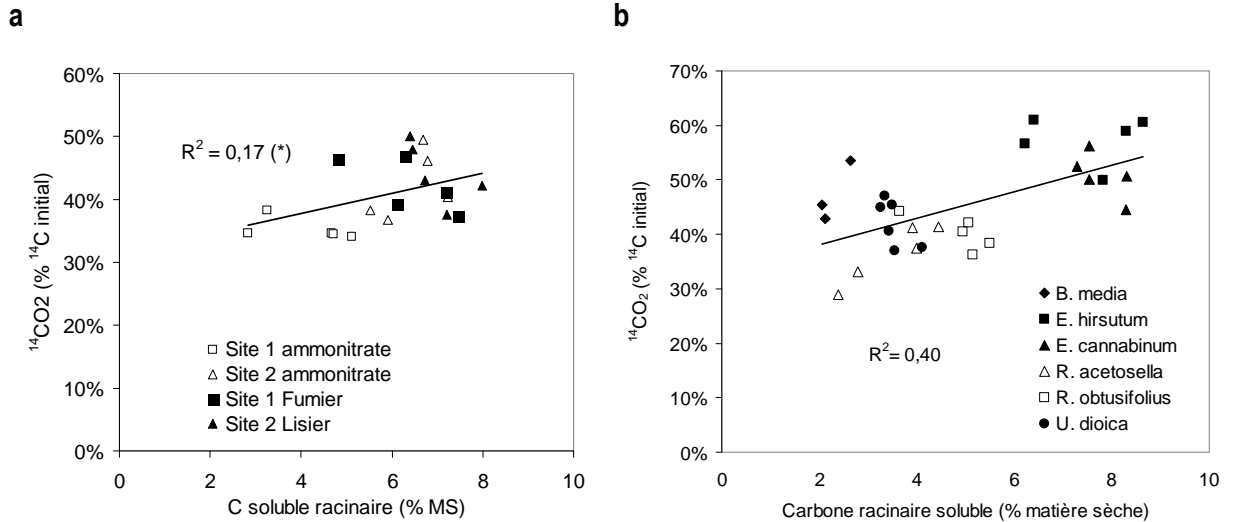 a
60%
50%
40%
30%
20%
10%
0%
¹⁴CO2 (% ¹⁴C initial)
R² = 0,17 (*)
Site 1 ammonitrate
Site 2 ammonitrate
Site 1 Fumier
Site 2 Lisier
0 2 4 6 8 10
C soluble racinaire (% MS)
b
70%
60%
50%
40%
30%
20%
10%
0%
¹⁴CO₂ (% ¹⁴C initial)
R²= 0,40
B. media
E. hirsutum
E. cannabinum
R. acetosella
R. obtusifolius
U. dioica
0 2 4 6 8 10
Carbone racinaire soluble (% matière sèche)